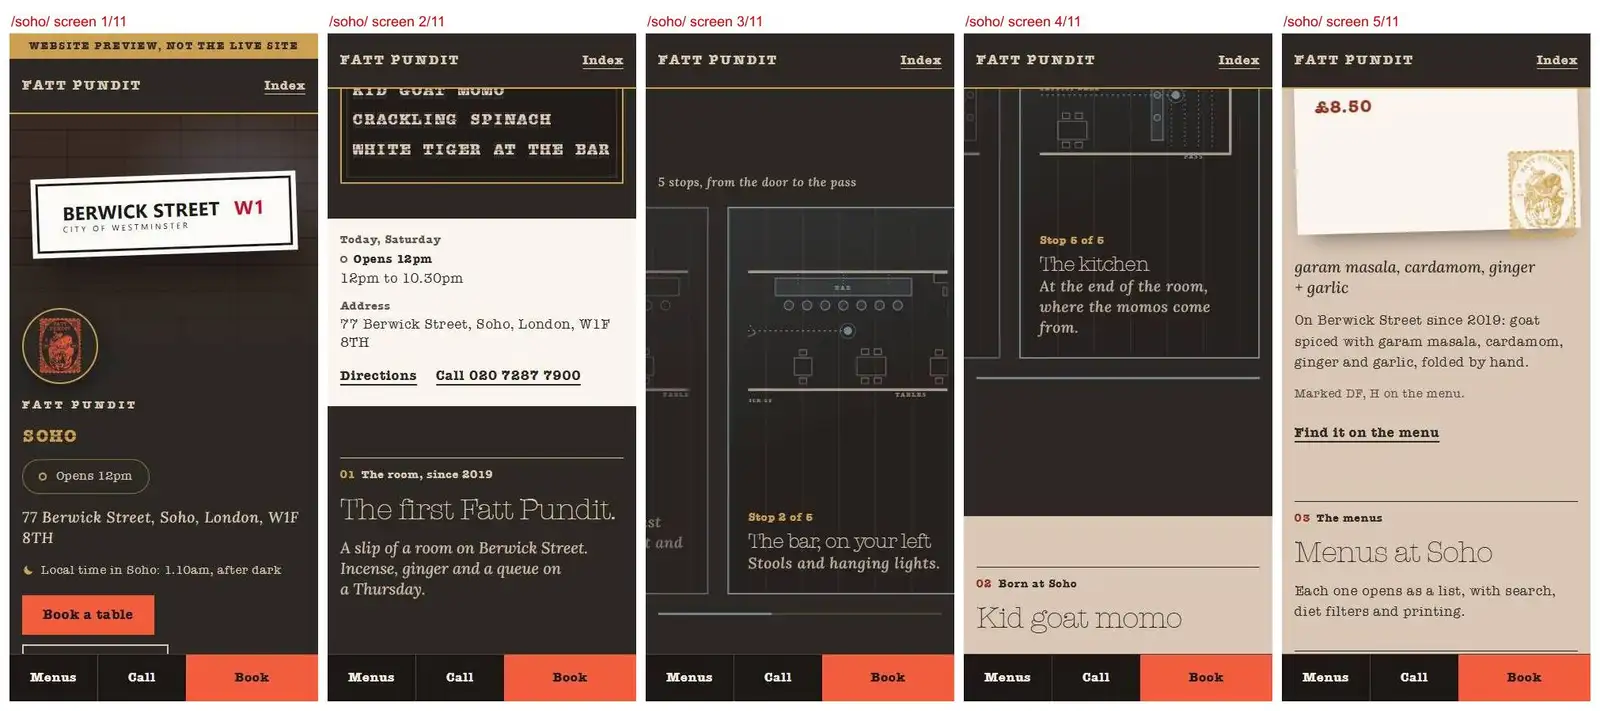 /soho/ screen 1/11
WEBSITE PREVIEW, NOT THE LIVE SITE
FATT PUNDIT
Index
BERWICK STREET W1
CITY OF WESTMINSTER
FATT PUNDIT
SOHO
Opens 12pm
77 Berwick Street, Soho, London, W1F
8TH
Local time in Soho: 1.10am, after dark
Book a table
Menus
Call
Book
/soho/ screen 2/11
FATT PUNDIT
Index
KID GOAT MOMO
CRACKLING SPINACH
WHITE TIGER AT THE BAR
Today, Saturday
Opens 12pm
12pm to 10.30pm
Address
77 Berwick Street, Soho, London, W1F
8TH
Directions
Call 020 7287 7900
01 The room, since 2019
The first Fatt Pundit.
A slip of a room on Berwick Street.
Incense, ginger and a queue on
a Thursday.
Menus
Call
Book
/soho/ screen 3/11
FATT PUNDIT
Index
5 stops, from the door to the pass
BAR
TABLE
TABLES
Stop 2 of 5
The bar, on your left
Stools and hanging lights.
and
Menus
Call
Book
/soho/ screen 4/11
FATT PUNDIT
Index
PASS
Stop 5 of 5
The kitchen
At the end of the room,
where the momos come
from.
02 Born at Soho
Kid goat momo
Menus
Call
Book
/soho/ screen 5/11
FATT PUNDIT
Index
£8.50
FATT PUNDIT
garam masala, cardamom, ginger
+ garlic
On Berwick Street since 2019: goat
spiced with garam masala, cardamom,
ginger and garlic, folded by hand.
Marked DF, H on the menu.
Find it on the menu
03 The menus
Menus at Soho
Each one opens as a list, with search,
diet filters and printing.
Menus
Call
Book